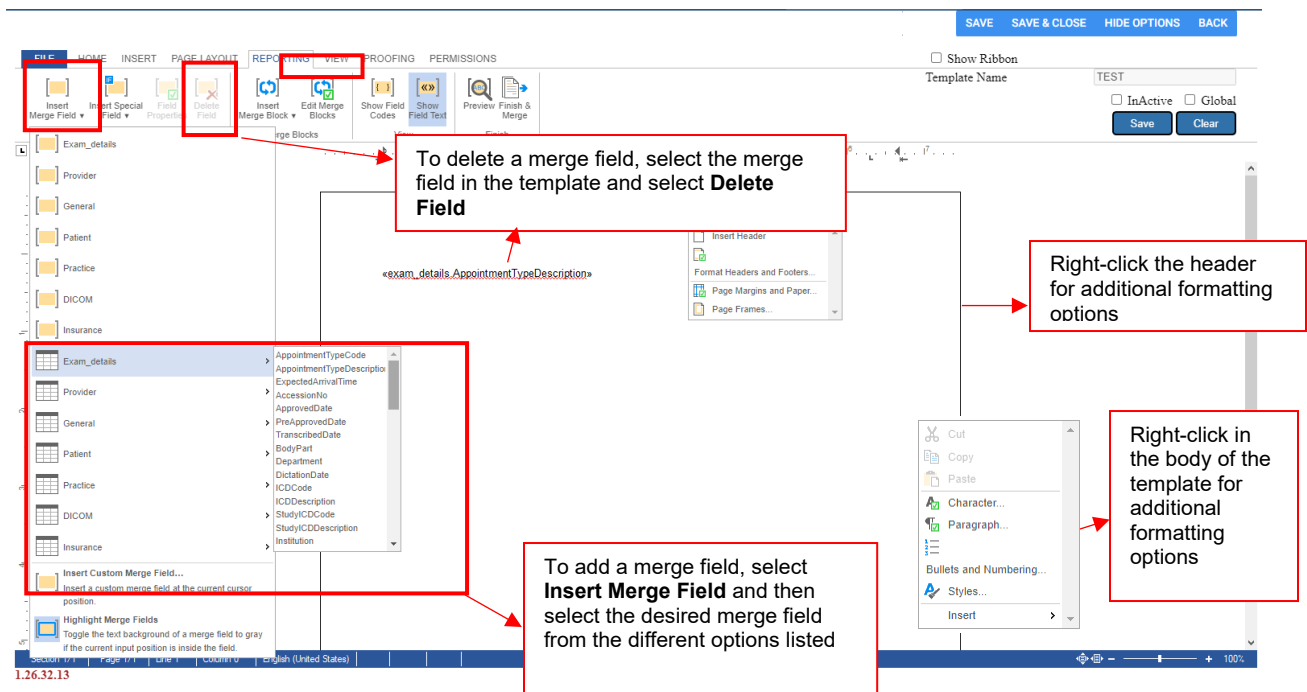 SAVE SAVE & CLOSE HIDE OPTIONS BACK
FILE HOME INSERT PAGE LAYOUT REPORTING VIEW PROOFING PERMISSIONS
Show Ribbon
Template Name TEST
InActive Global
Save Clear
Insert Merge Field
Insert Special Field
Field Properties
Delete Field
Insert Merge Block
Edit Merge Blocks
Show Field Codes
Show Field Text
Preview
Finish & Merge
Exam_details
Provider
General
Patient
Practice
DICOM
Insurance
Exam_details
Provider
General
Patient
Practice
DICOM
Insurance
AppointmentTypeCode
AppointmentTypeDescription
ExpectedArrivalTime
AccessionNo
ApprovedDate
PreApprovedDate
TranscribedDate
BodyPart
Department
DictationDate
ICDCode
ICDDescription
StudyICDCode
StudyICDDescription
Institution
Insert Custom Merge Field...
Insert a custom merge field at the current cursor
position.
Highlight Merge Fields
Toggle the text background of a merge field to gray
if the current input position is inside the field.
To delete a merge field, select the merge
field in the template and select Delete
Field
«exam_details.AppointmentTypeDescription»
Insert Header
Format Headers and Footers...
Page Margins and Paper...
Page Frames...
Right-click the header
for additional formatting
options
Cut
Copy
Paste
Character...
Paragraph...
Bullets and Numbering...
Styles...
Insert
Right-click in
the body of the
template for
additional
formatting
options
To add a merge field, select
Insert Merge Field and then
select the desired merge field
from the different options listed
Section 1/1 Page 1/1 Line 1 Column 0 English (United States) 100%
1.26.32.13